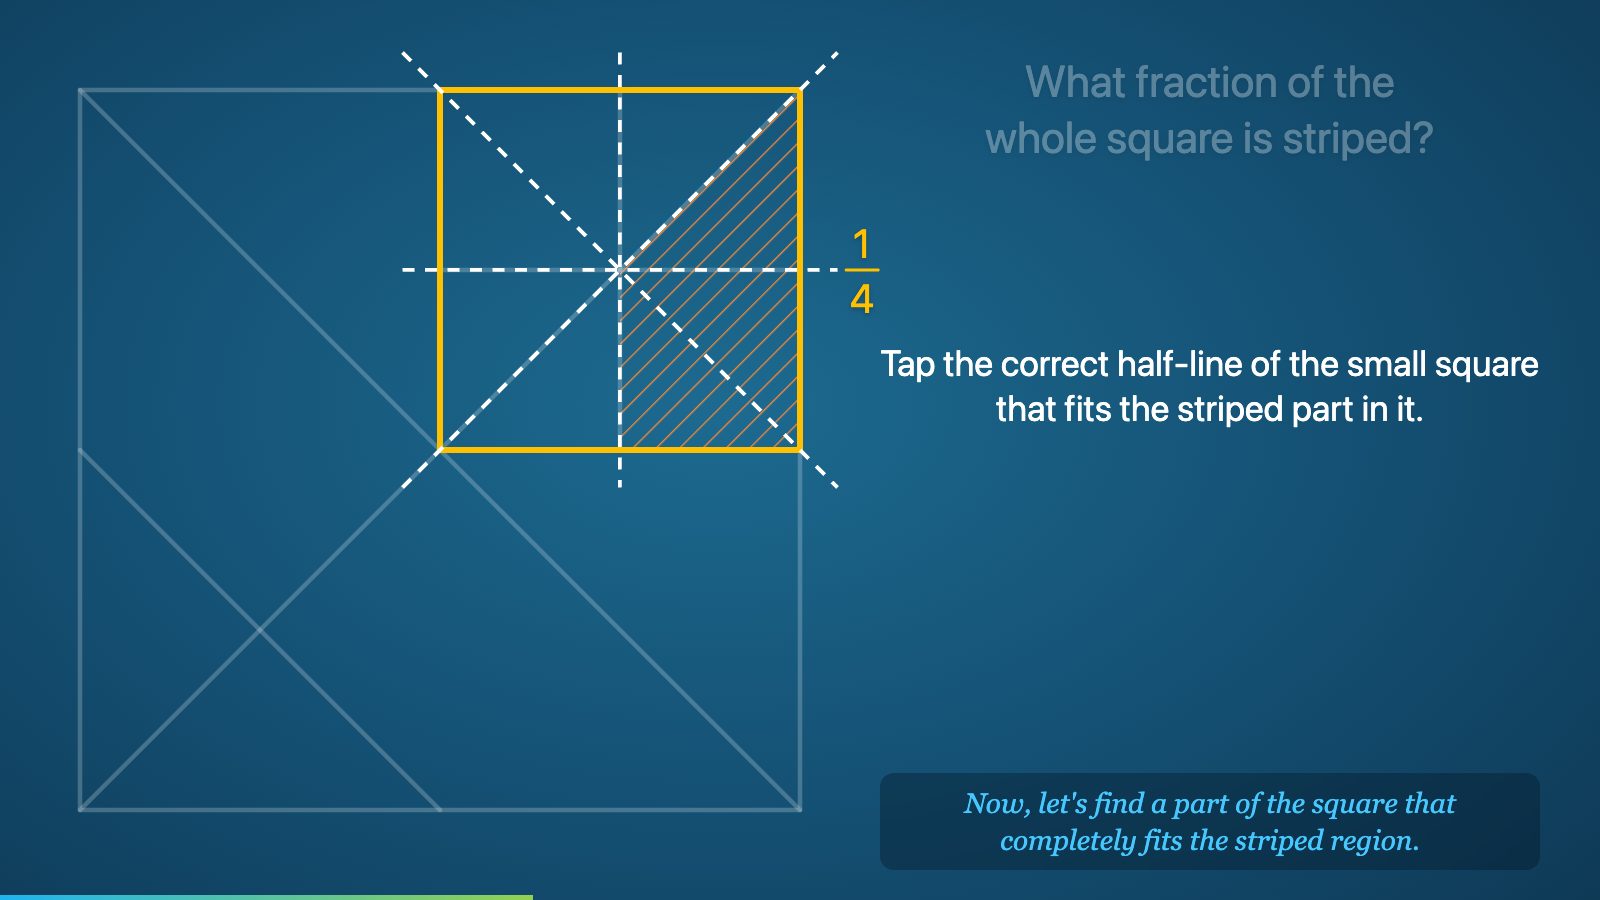 What fraction of the
whole square is striped?
1
4
Tap the correct half-line of the small square
that fits the striped part in it.
Now, let's find a part of the square that
completely fits the striped region.